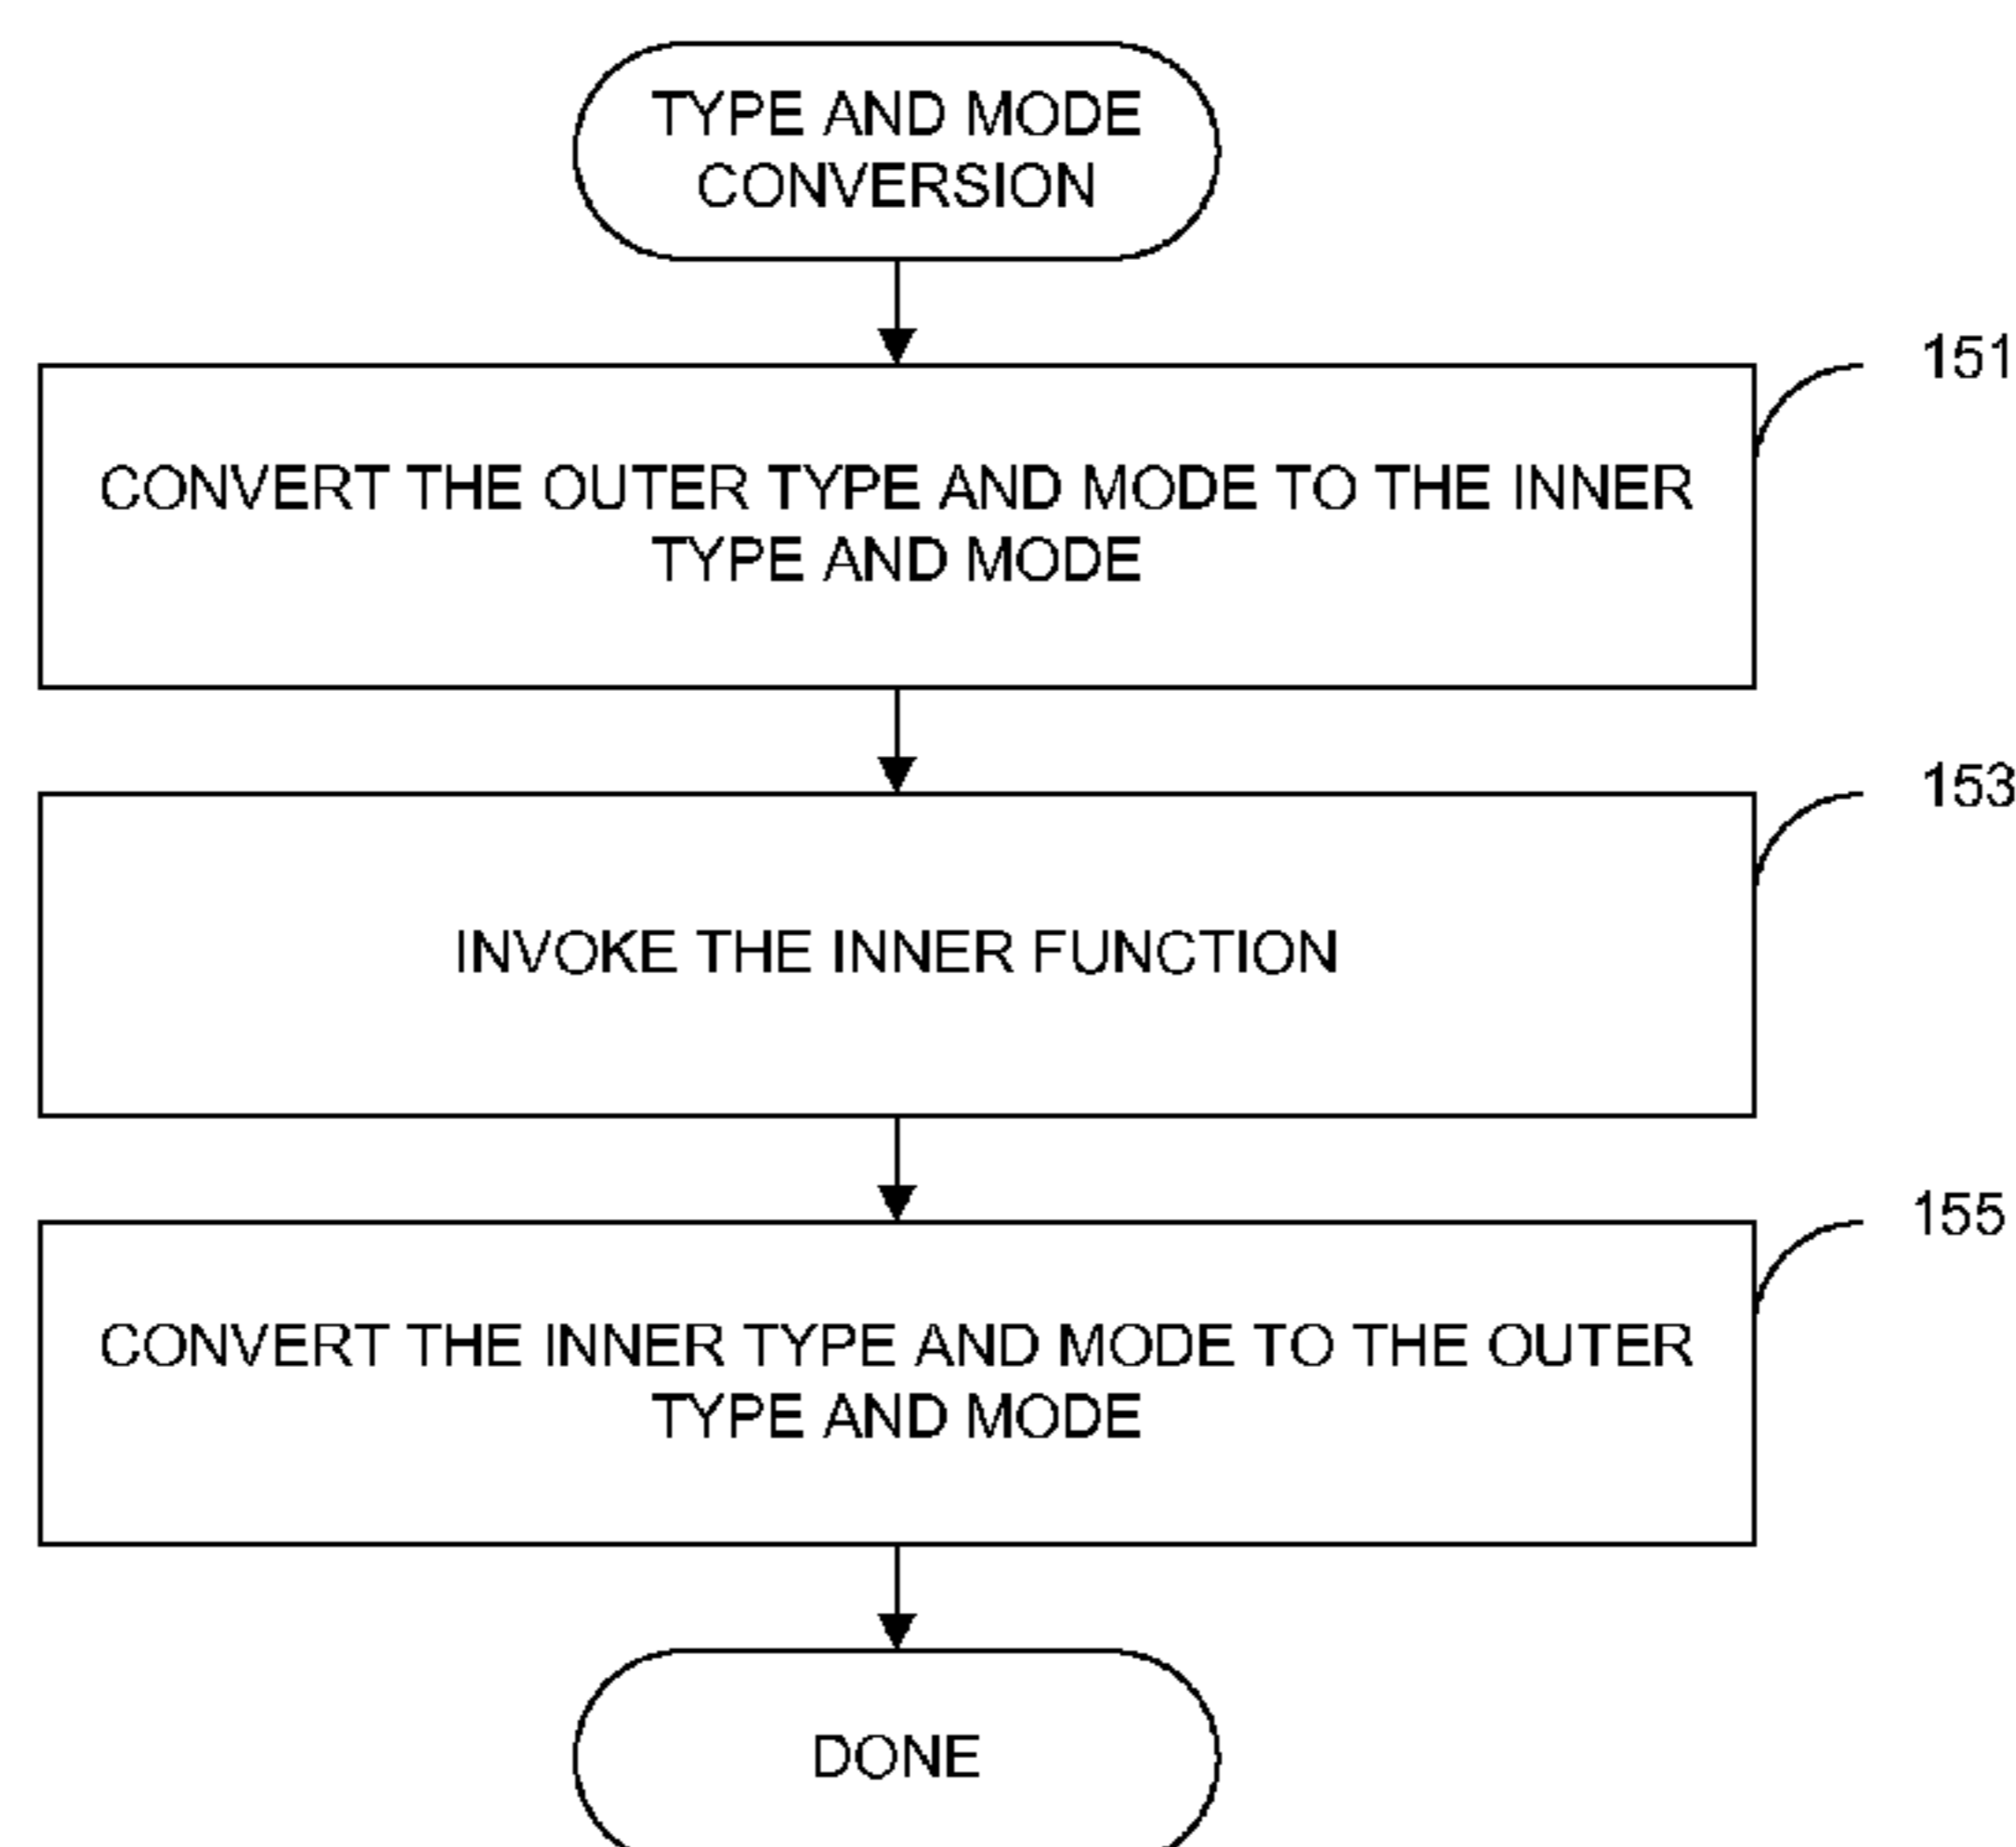 TYPE AND MODE
CONVERSION
151
CONVERT THE OUTER TYPE AND MODE TO THE INNER
TYPE AND MODE
153
INVOKE THE INNER FUNCTION
155
CONVERT THE INNER TYPE AND MODE TO THE OUTER
TYPE AND MODE
DONE